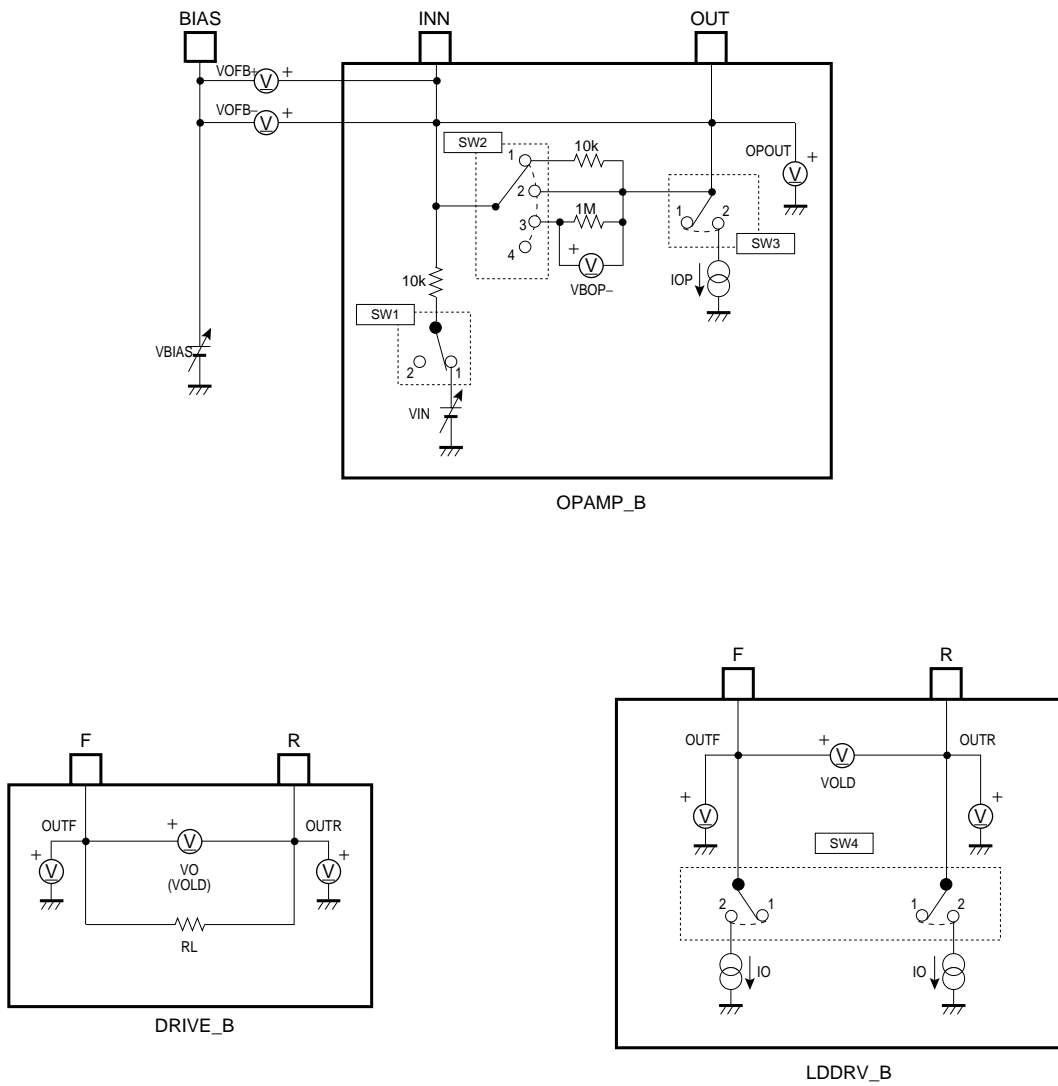 BIAS
INN
OUT
VOFB+
+
VOFB−
+
SW2
1
10k
2
3
1M
4
+
VBOP−
OPOUT
+
1
2
SW3
IOP
10k
SW1
2
1
VBIAS
VIN
OPAMP_B
F
R
OUTF
+
OUTR
+
V
+
V
V
VO
(VOLD)
RL
DRIVE_B
F
R
OUTF
+
OUTR
+
V
VOLD
+
V
V
SW4
2
1
1
2
IO
IO
LDDRV_B